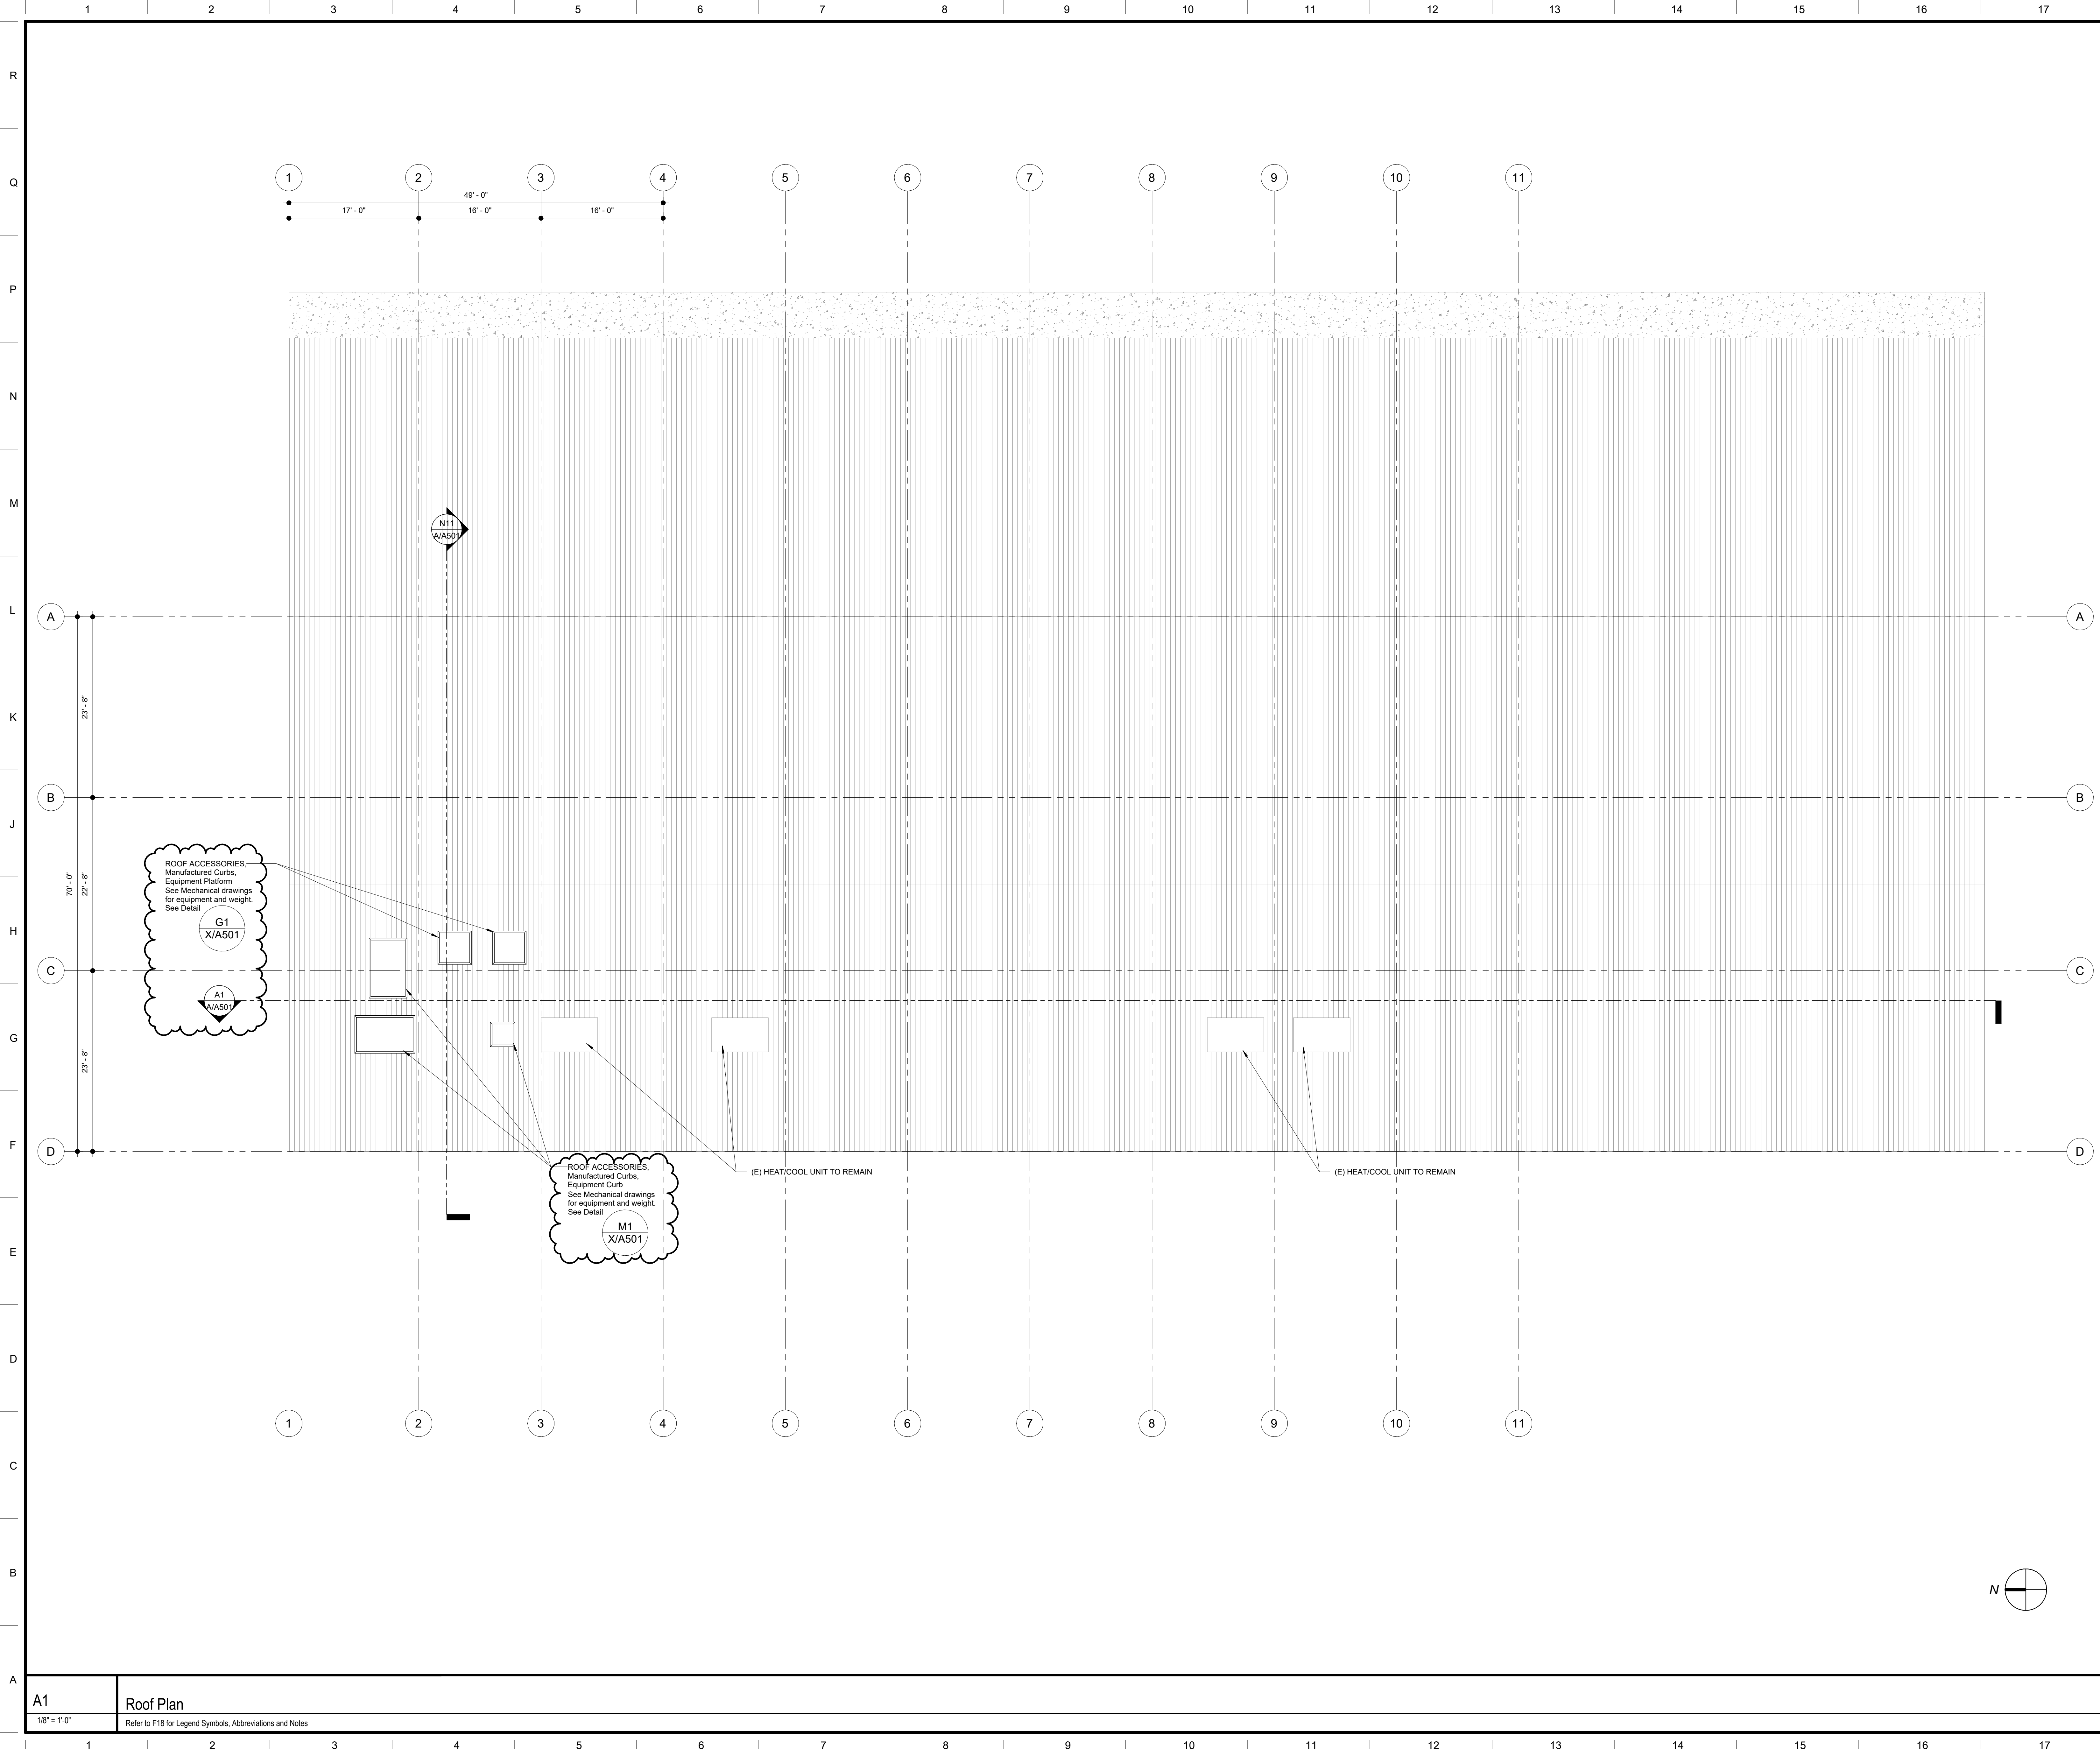 1 2 3 4 5 6 7 8 9 10 11 12 13 14 15 16 17
R
Q
P
N
M
L
K
J
H
G
F
E
D
C
B
A
1 2 3 4 5 6 7 8 9 10 11
49' - 0"
17' - 0" 16' - 0" 16' - 0"
N11
A/A501
A A
23' - 8"
B B
70' - 0"
22' - 8"
ROOF ACCESSORIES,
Manufactured Curbs,
Equipment Platform
See Mechanical drawings
for equipment and weight.
See Detail
G1
X/A501
C C
A1
A/A501
23' - 8"
D D
ROOF ACCESSORIES,
Manufactured Curbs,
Equipment Curb
See Mechanical drawings
for equipment and weight.
See Detail
M1
X/A501
(E) HEAT/COOL UNIT TO REMAIN
(E) HEAT/COOL UNIT TO REMAIN
1 2 3 4 5 6 7 8 9 10 11
N
A1
1/8" = 1'-0"
Roof Plan
Refer to F18 for Legend Symbols, Abbreviations and Notes
1 2 3 4 5 6 7 8 9 10 11 12 13 14 15 16 17